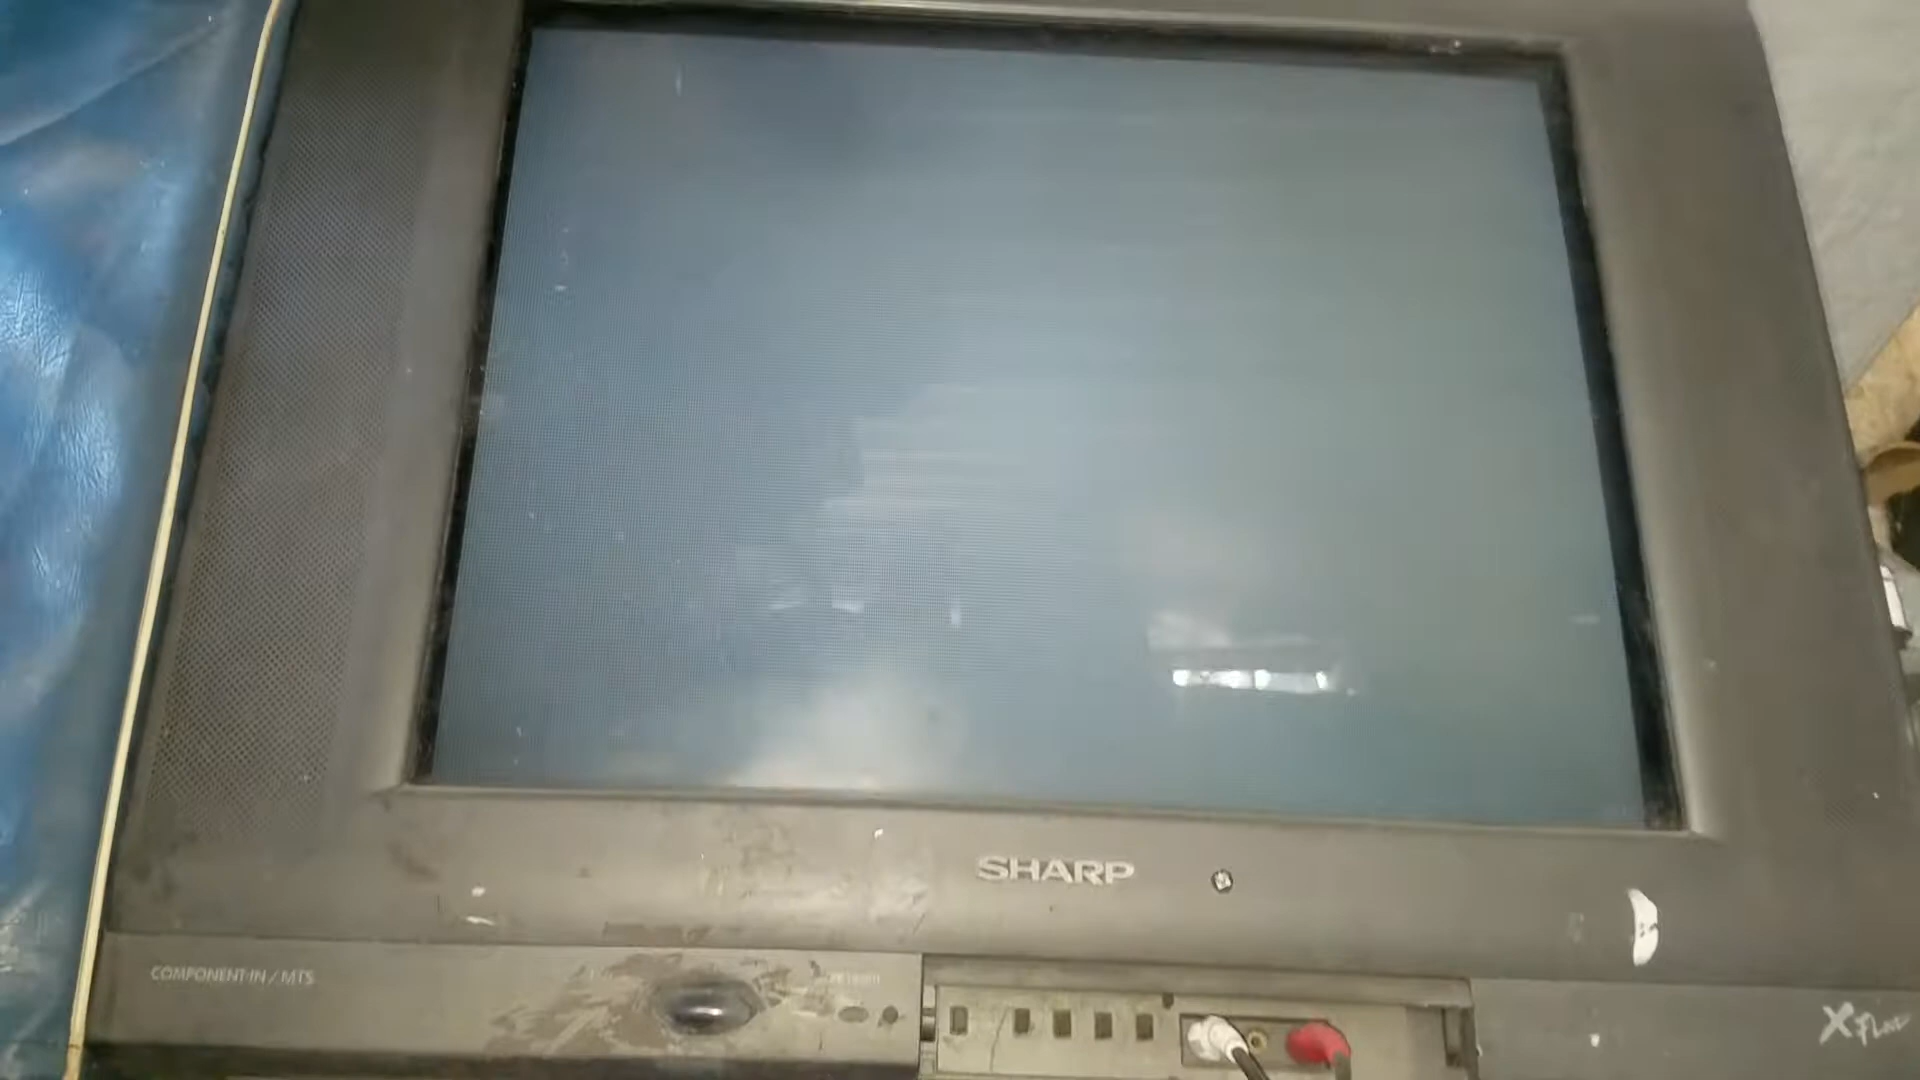 SHARP
COMPONENT-IN / MTS
X flat